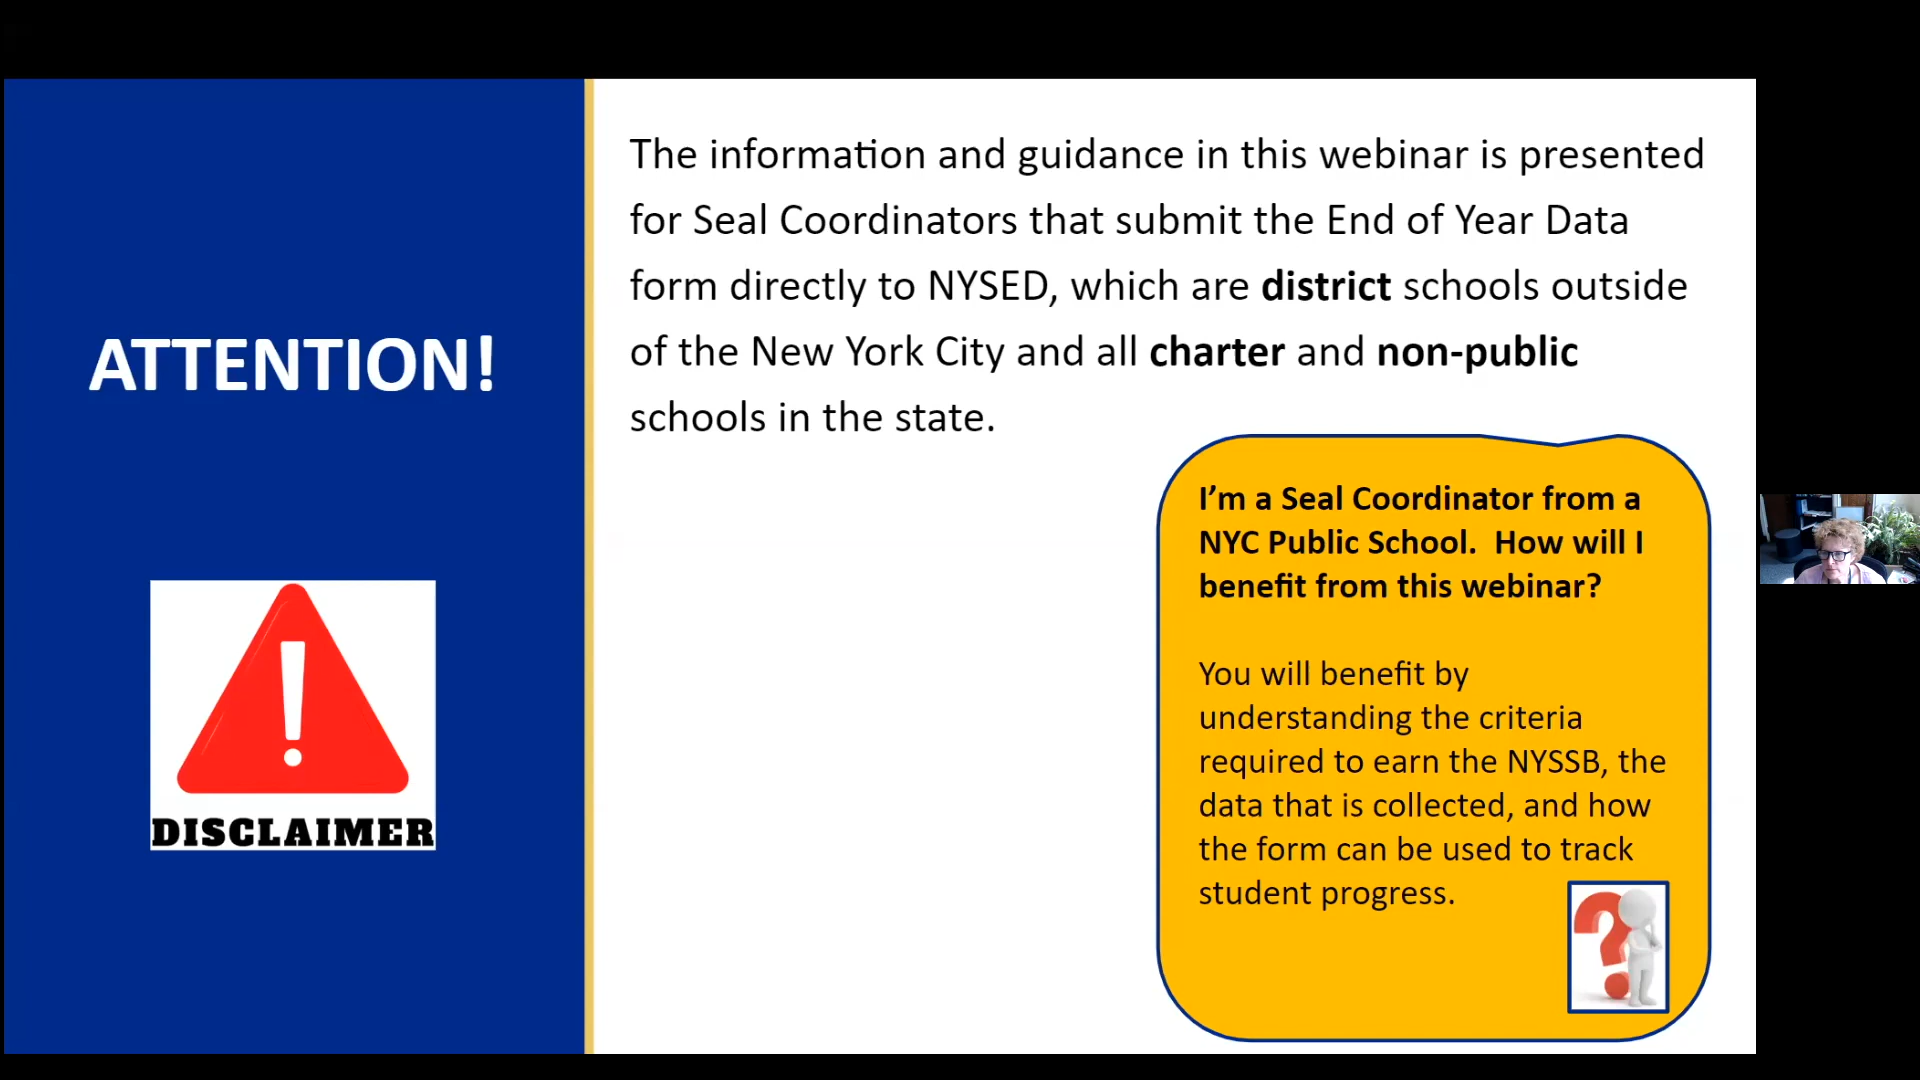 ATTENTION!
DISCLAIMER
The information and guidance in this webinar is presented
for Seal Coordinators that submit the End of Year Data
form directly to NYSED, which are district schools outside
of the New York City and all charter and non-public
schools in the state.
I’m a Seal Coordinator from a
NYC Public School.  How will I
benefit from this webinar?
You will benefit by
understanding the criteria
required to earn the NYSSB, the
data that is collected, and how
the form can be used to track
student progress.